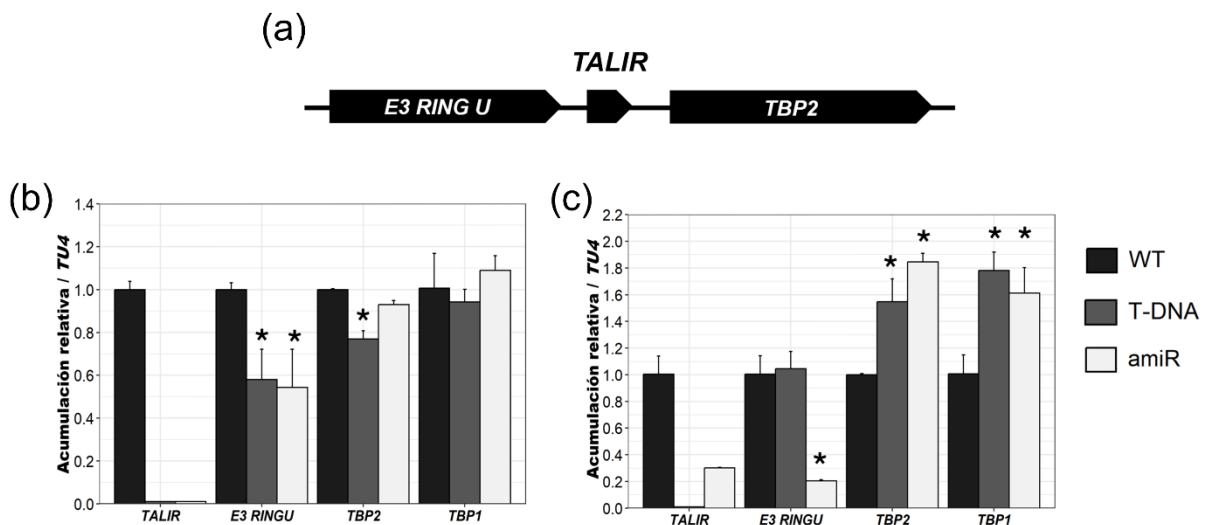 (a)
TALIR
E3 RING U
TBP2
(b)
Acumulación relativa / TU4
1.4
1.2
1.0
0.8
0.6
0.4
0.2
0.0
* * *
TALIR E3 RINGU TBP2 TBP1
(c)
Acumulación relativa / TU4
2.2
2.0
1.8
1.6
1.4
1.2
1.0
0.8
0.6
0.4
0.2
0.0
* * * * *
TALIR E3 RINGU TBP2 TBP1
WT
T-DNA
amiR